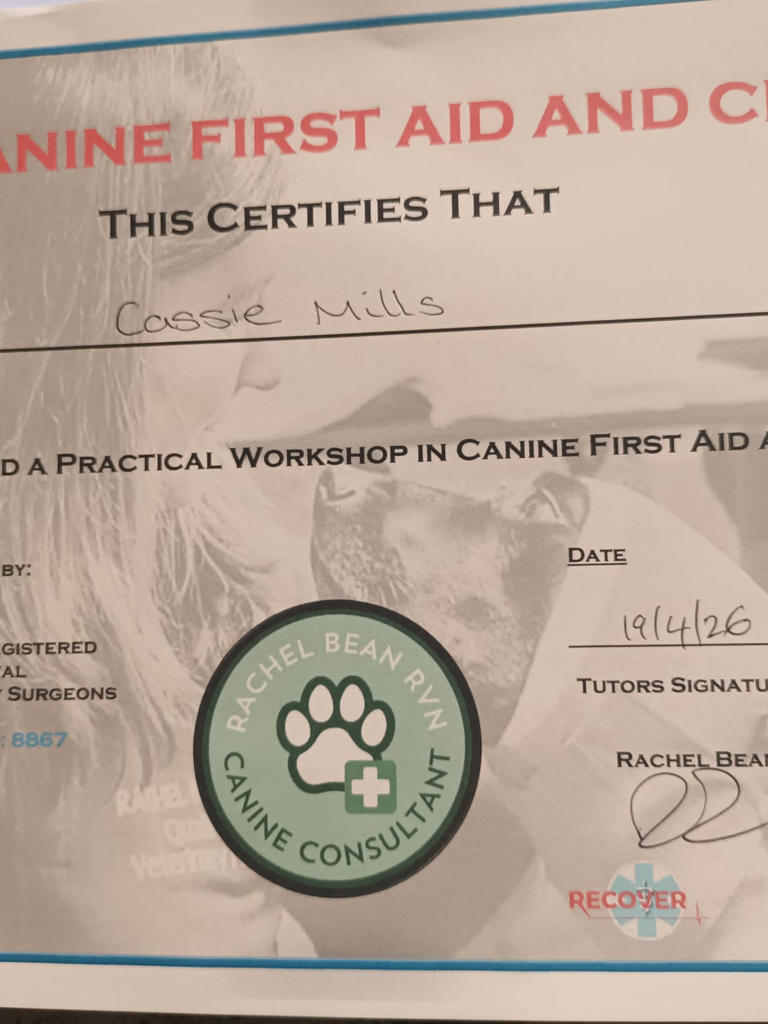 ANINE FIRST AID AND C
THIS CERTIFIES THAT
Cassie Mills
D A PRACTICAL WORKSHOP IN CANINE FIRST AID A
BY:
DATE
19/4/26
GISTERED
AL
SURGEONS
: 8867
TUTORS SIGNATU
RACHEL BEA
RACHEL BEAN RVN
CANINE CONSULTANT
RECOVER